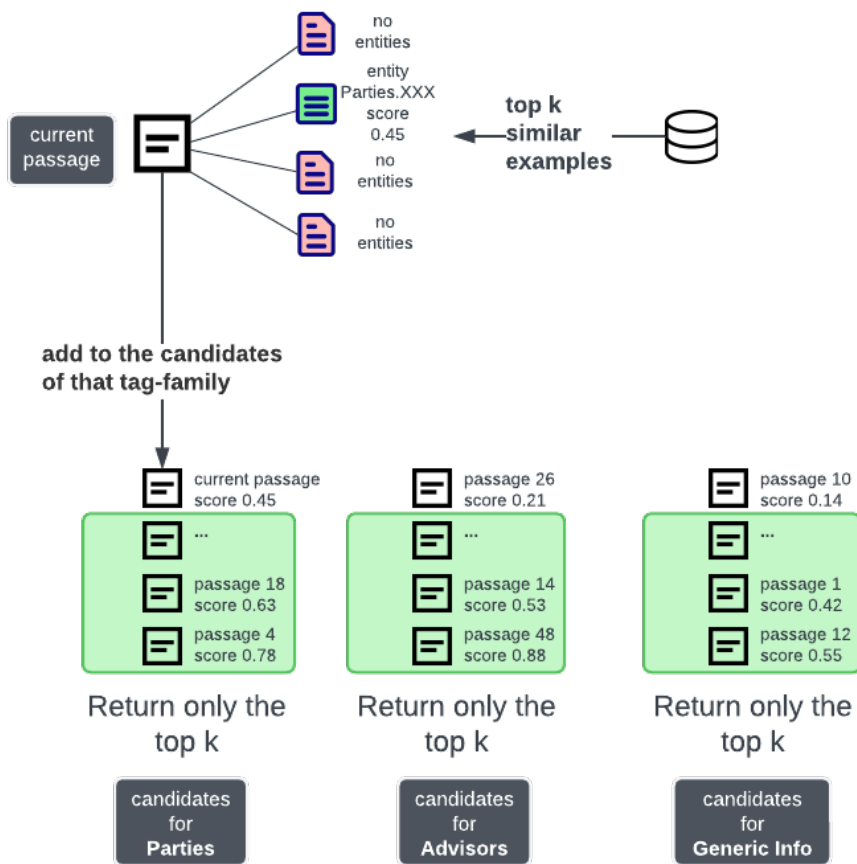 no
entities
entity
Parties.XXX
score
0.45
no
entities
no
entities
current
passage
top k
similar
examples
add to the candidates
of that tag-family
current passage
score 0.45
...
passage 18
score 0.63
passage 4
score 0.78
Return only the
top k
candidates
for
Parties
passage 26
score 0.21
...
passage 14
score 0.53
passage 48
score 0.88
Return only the
top k
candidates
for
Advisors
passage 10
score 0.14
...
passage 1
score 0.42
passage 12
score 0.55
Return only the
top k
candidates
for
Generic Info